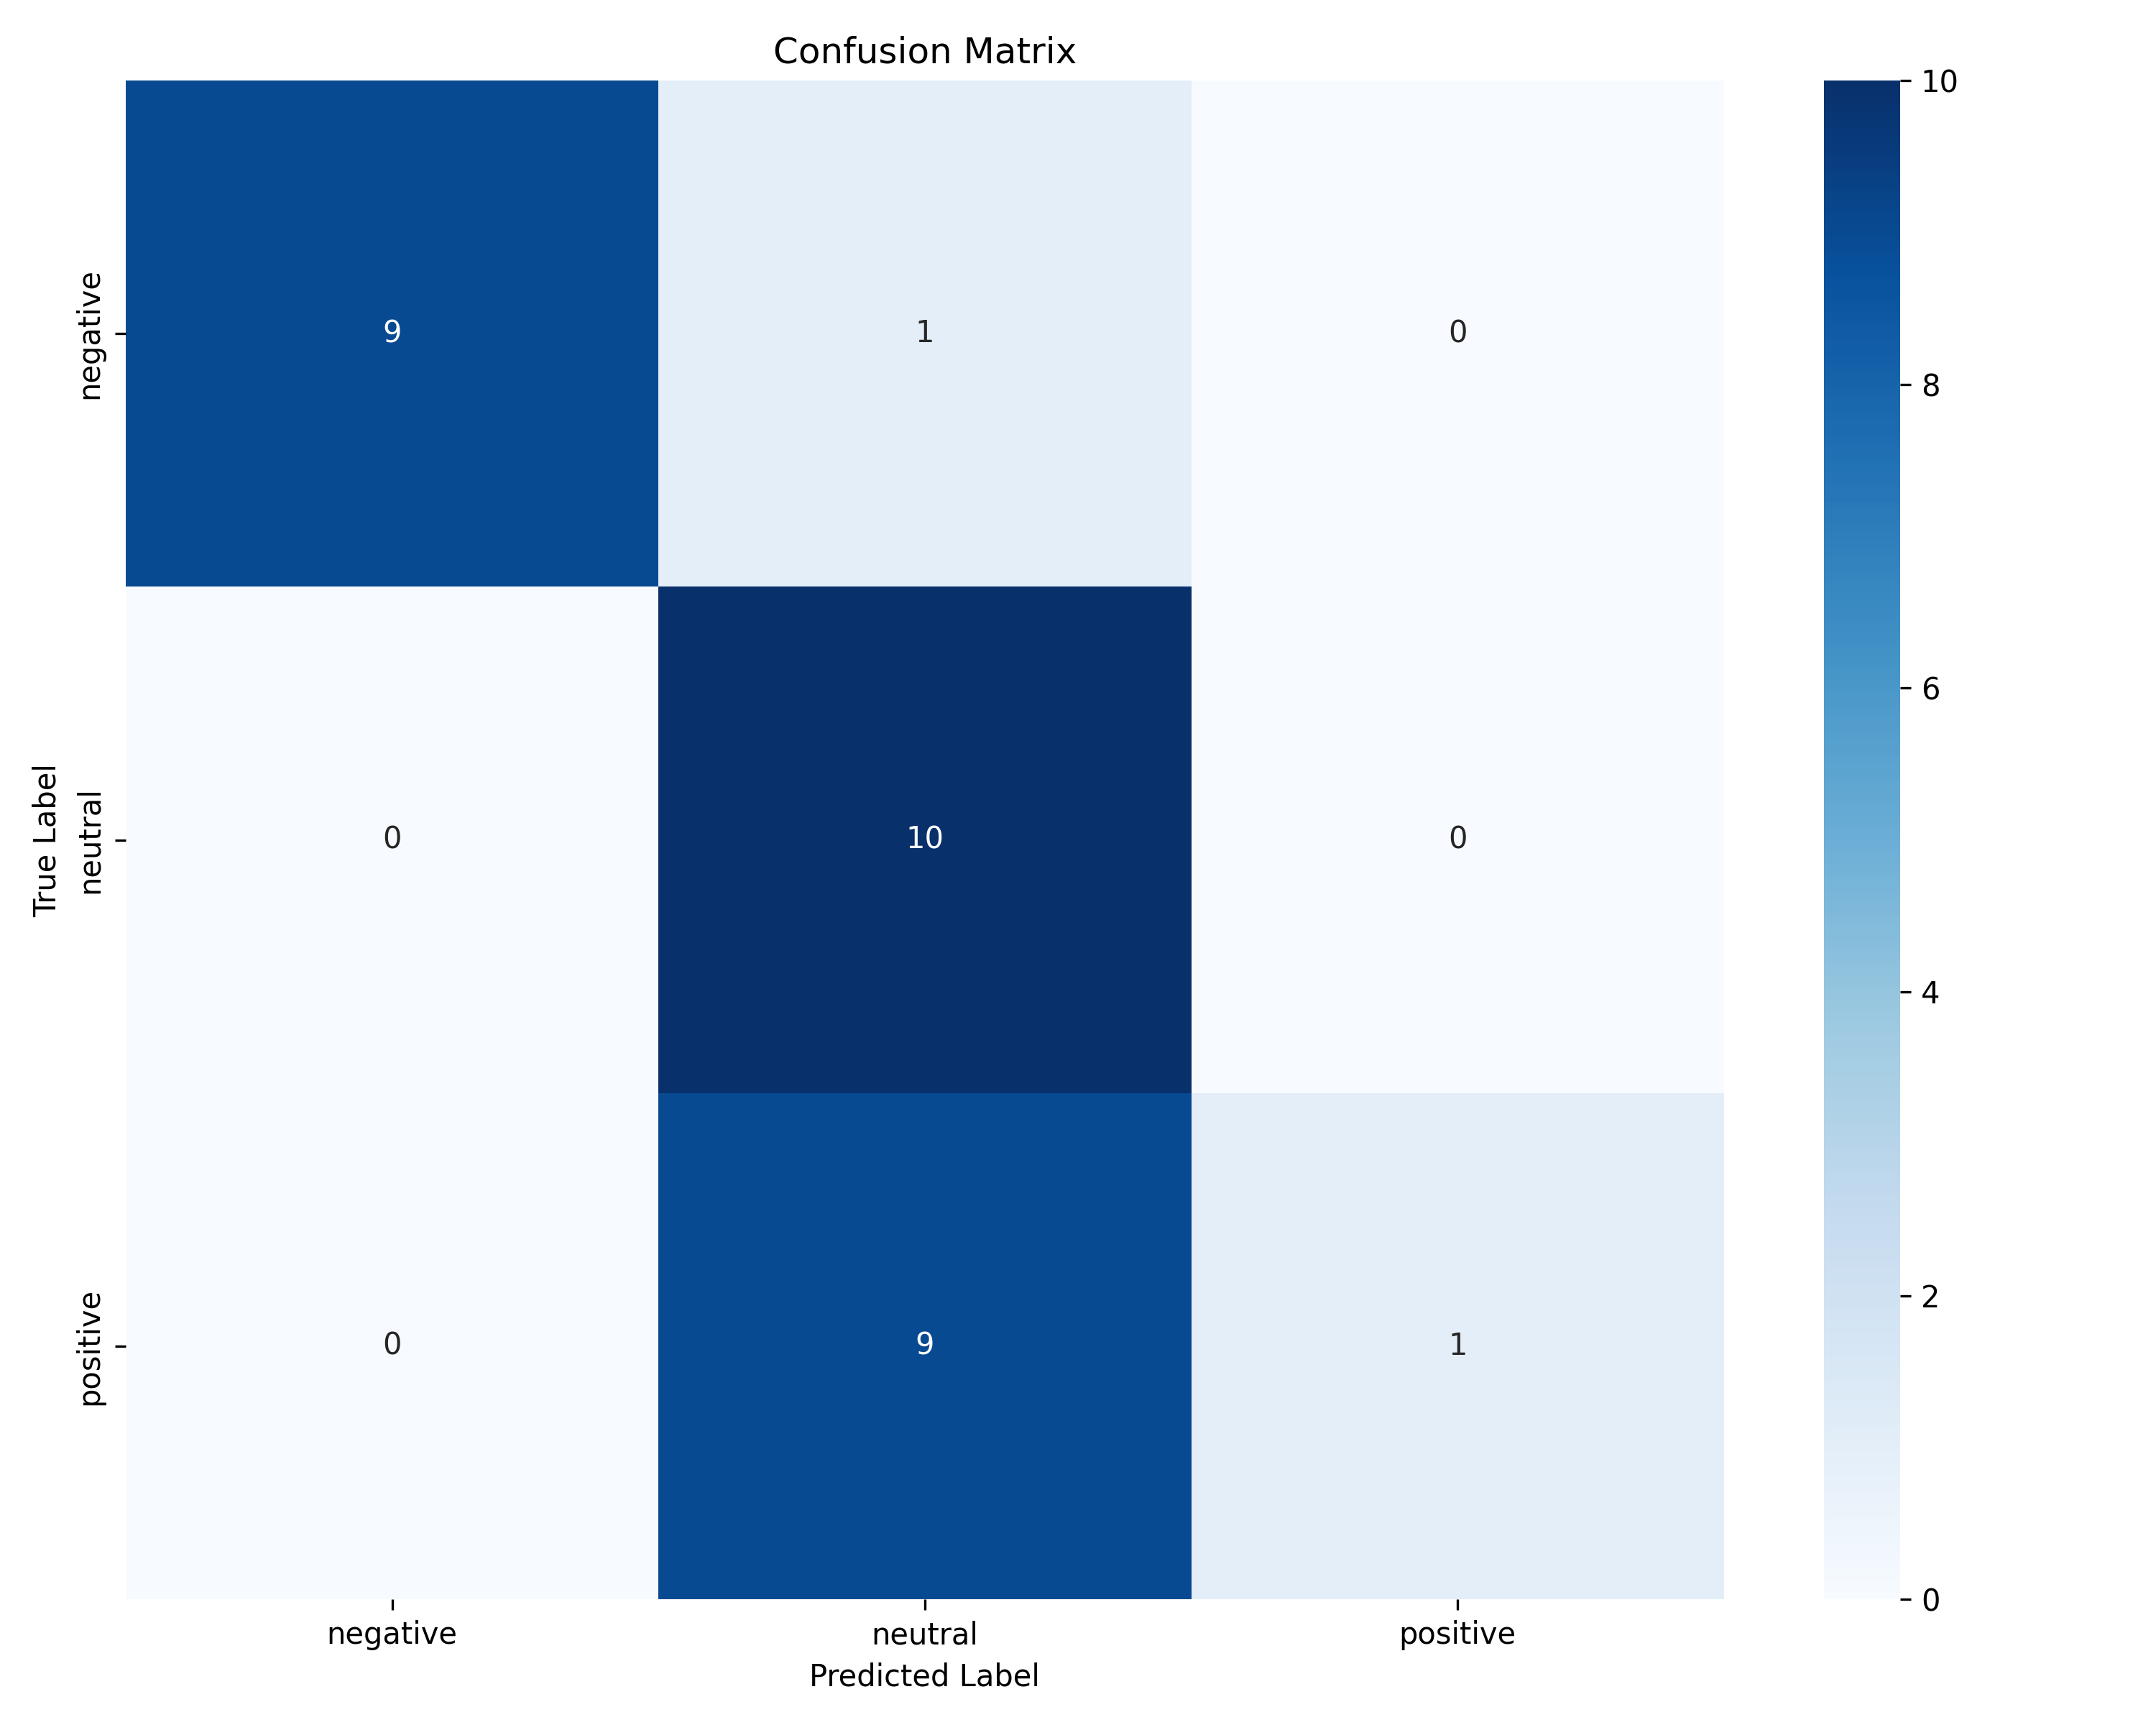 Confusion Matrix
True Label
negative
neutral
positive
9 1 0
0 10 0
0 9 1
negative neutral positive
Predicted Label
10
8
6
4
2
0